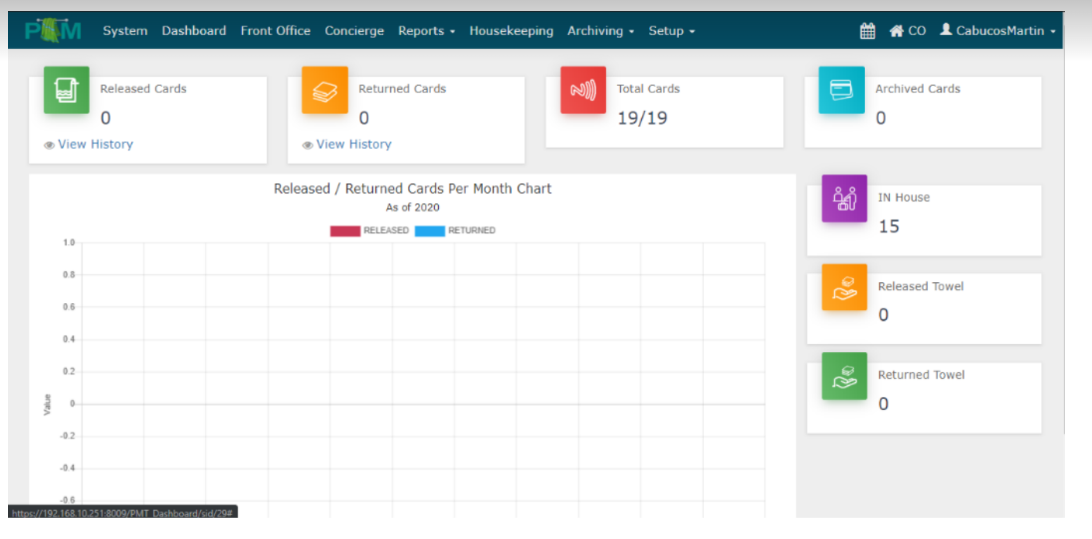 PTM System Dashboard Front Office Concierge Reports Housekeeping Archiving Setup CO CabucosMartin
Released Cards
0
View History
Returned Cards
0
View History
Total Cards
19/19
Archived Cards
0
Released / Returned Cards Per Month Chart
As of 2020
RELEASED RETURNED
1.0
0.8
0.6
0.4
0.2
0
-0.2
-0.4
-0.6
Value
IN House
15
Released Towel
0
Returned Towel
0
https://192.168.10.251:8009/PMT_Dashboard/sid/29#